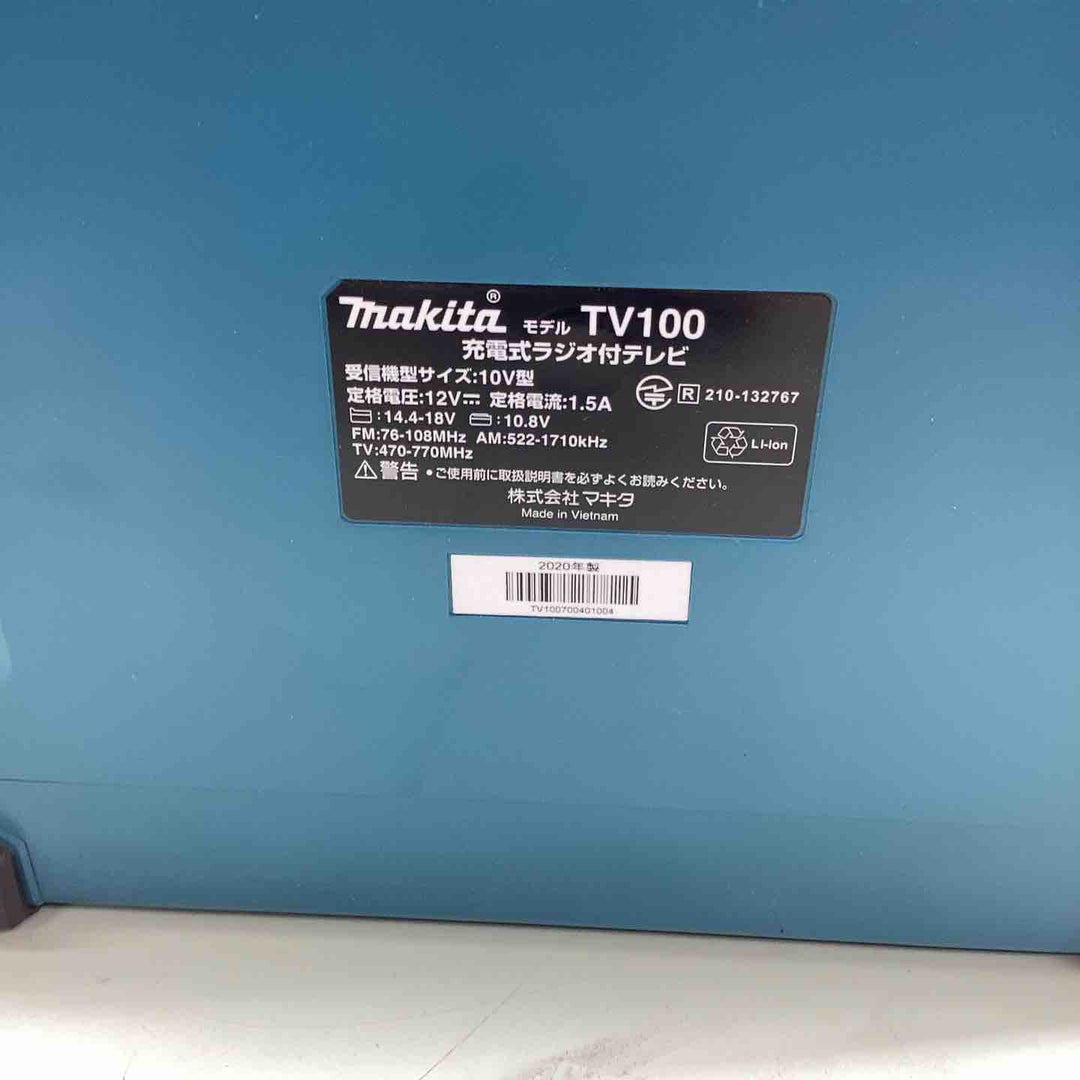 makita® モデル TV100
充電式ラジオ付テレビ
受信機型サイズ:10V型
定格電圧:12V⎓ 定格電流:1.5A
R 210-132767
:14.4-18V :10.8V
FM:76-108MHz AM:522-1710kHz
TV:470-770MHz
Li-ion
⚠警告 •ご使用前に取扱説明書を必ずよくお読みください。
株式会社マキタ
Made in Vietnam
2020年製
TV100700401004